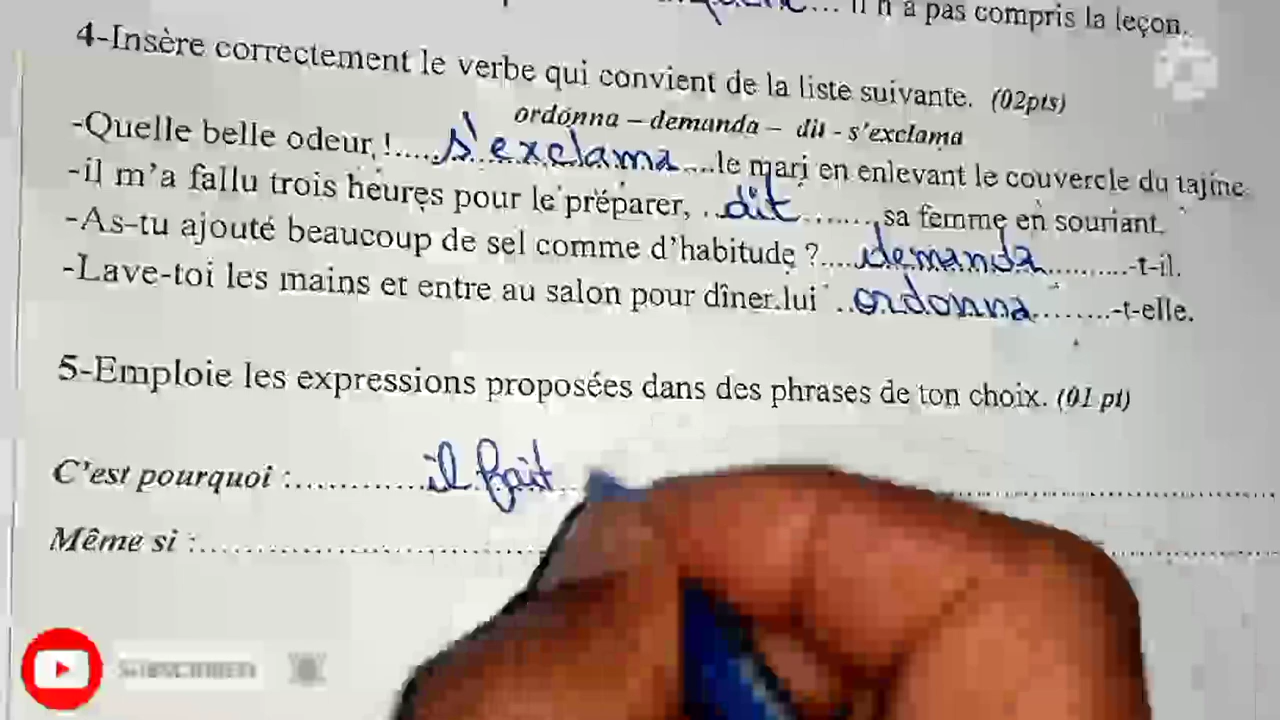 il n'a pas compris la leçon.
4-Insère correctement le verbe qui convient de la liste suivante. (02pts)
ordonna – demanda – dit - s'exclama
-Quelle belle odeur !..... s'exclama ....le mari en enlevant le couvercle du tajine
-il m'a fallu trois heures pour le préparer, ..dit........sa femme en souriant.
-As-tu ajouté beaucoup de sel comme d'habitude ?....demanda..........-t-il.
-Lave-toi les mains et entre au salon pour dîner.lui ..ordonna........-t-elle.
5-Emploie les expressions proposées dans des phrases de ton choix. (01 pt)
C'est pourquoi :............il fait
Même si :
SUBSCRIBED